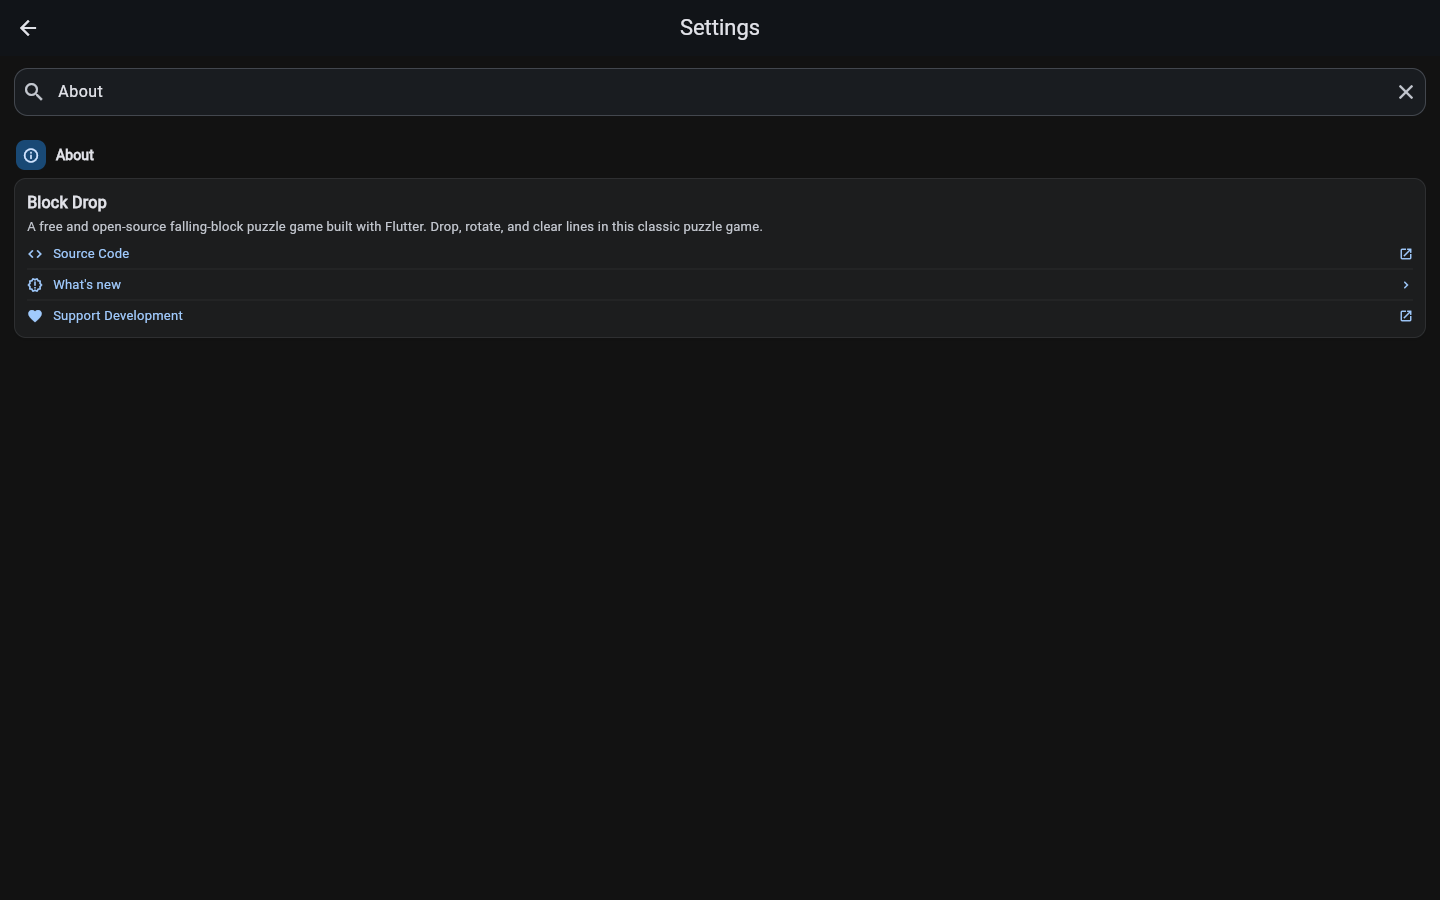 Settings
About
About
Block Drop
A free and open-source falling-block puzzle game built with Flutter. Drop, rotate, and clear lines in this classic puzzle game.
Source Code
What's new
Support Development